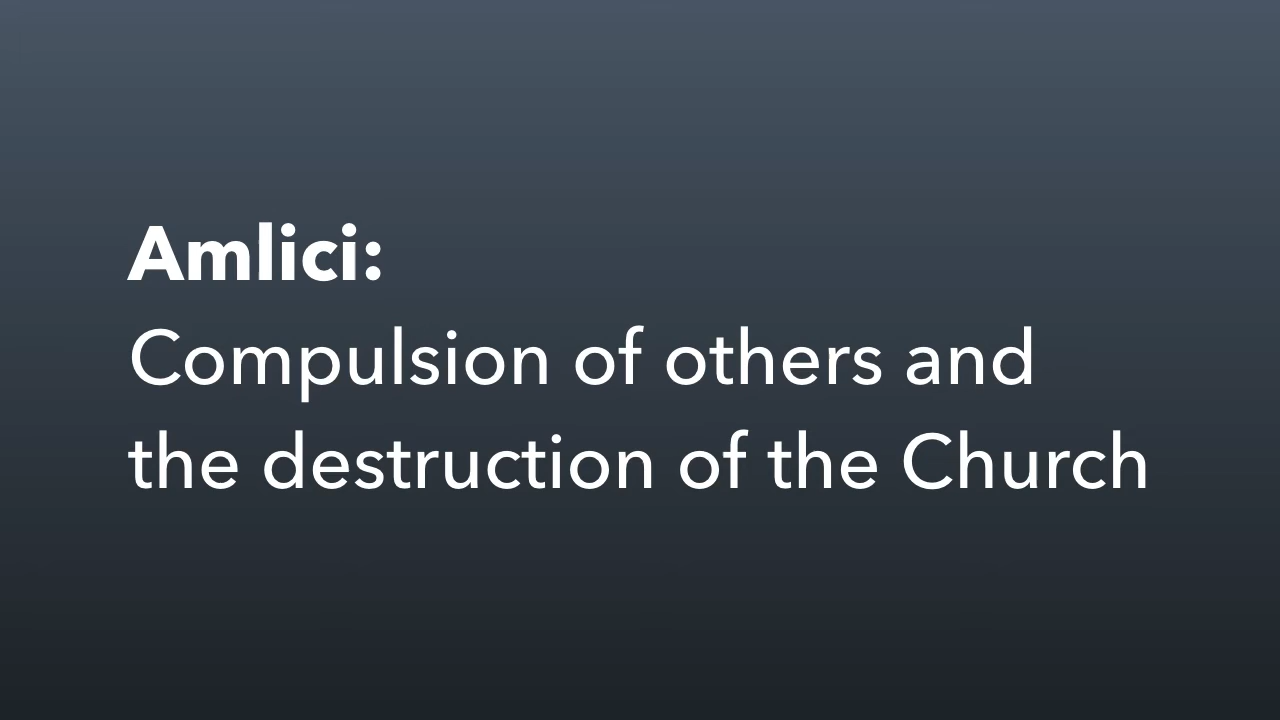 Amlici:
Compulsion of others and
the destruction of the Church